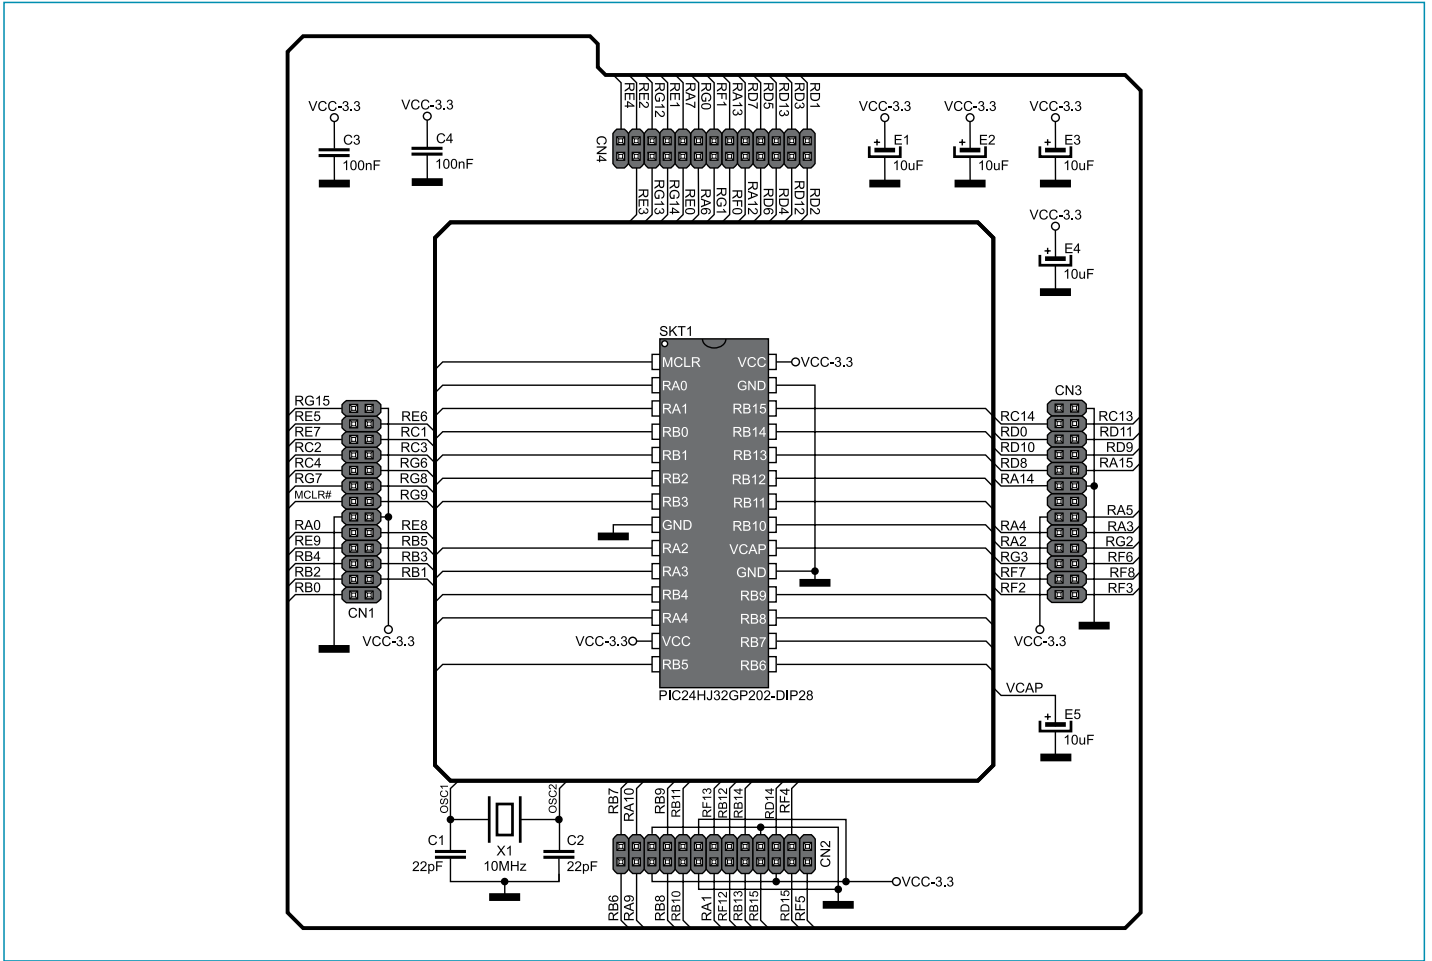 VCC-3.3
C3
100nF
VCC-3.3
C4
100nF
RE4
RE2
RG12
RE1
RA7
RG0
RF1
RA13
RD7
RD5
RD13
RD3
RD1
CN4
RE3
RG13
RG14
RE0
RA6
RG1
RF0
RA12
RD6
RD4
RD12
RD2
VCC-3.3
E1
10uF
VCC-3.3
E2
10uF
VCC-3.3
E3
10uF
VCC-3.3
E4
10uF
SKT1
MCLR VCC
VCC-3.3
RA0 GND
RA1 RB15
RB0 RB14
RB1 RB13
RB2 RB12
RB3 RB11
GND RB10
RA2 VCAP
RA3 GND
RB4 RB9
RA4 RB8
VCC-3.3
VCC RB7
RB5 RB6
PIC24HJ32GP202-DIP28
RG15
RE5 RE6
RE7 RC1
RC2 RC3
RC4 RG6
RG7 RG8
MCLR# RG9
RA0 RE8
RE9 RB5
RB4 RB3
RB2 RB1
RB0
CN1
VCC-3.3
CN3
RC14 RC13
RD0 RD11
RD10 RD9
RD8 RA15
RA14
RA5
RA4 RA3
RA2 RG2
RG3 RF6
RF7 RF8
RF2 RF3
VCC-3.3
VCAP
E5
10uF
OSC1
OSC2
C1
22pF
X1
10MHz
C2
22pF
RB7
RA10
RB9
RB11
RF13
RB12
RB14
RD14
RF4
CN2
VCC-3.3
RB6
RA9
RB8
RB10
RA1
RF12
RB13
RB15
RD15
RF5